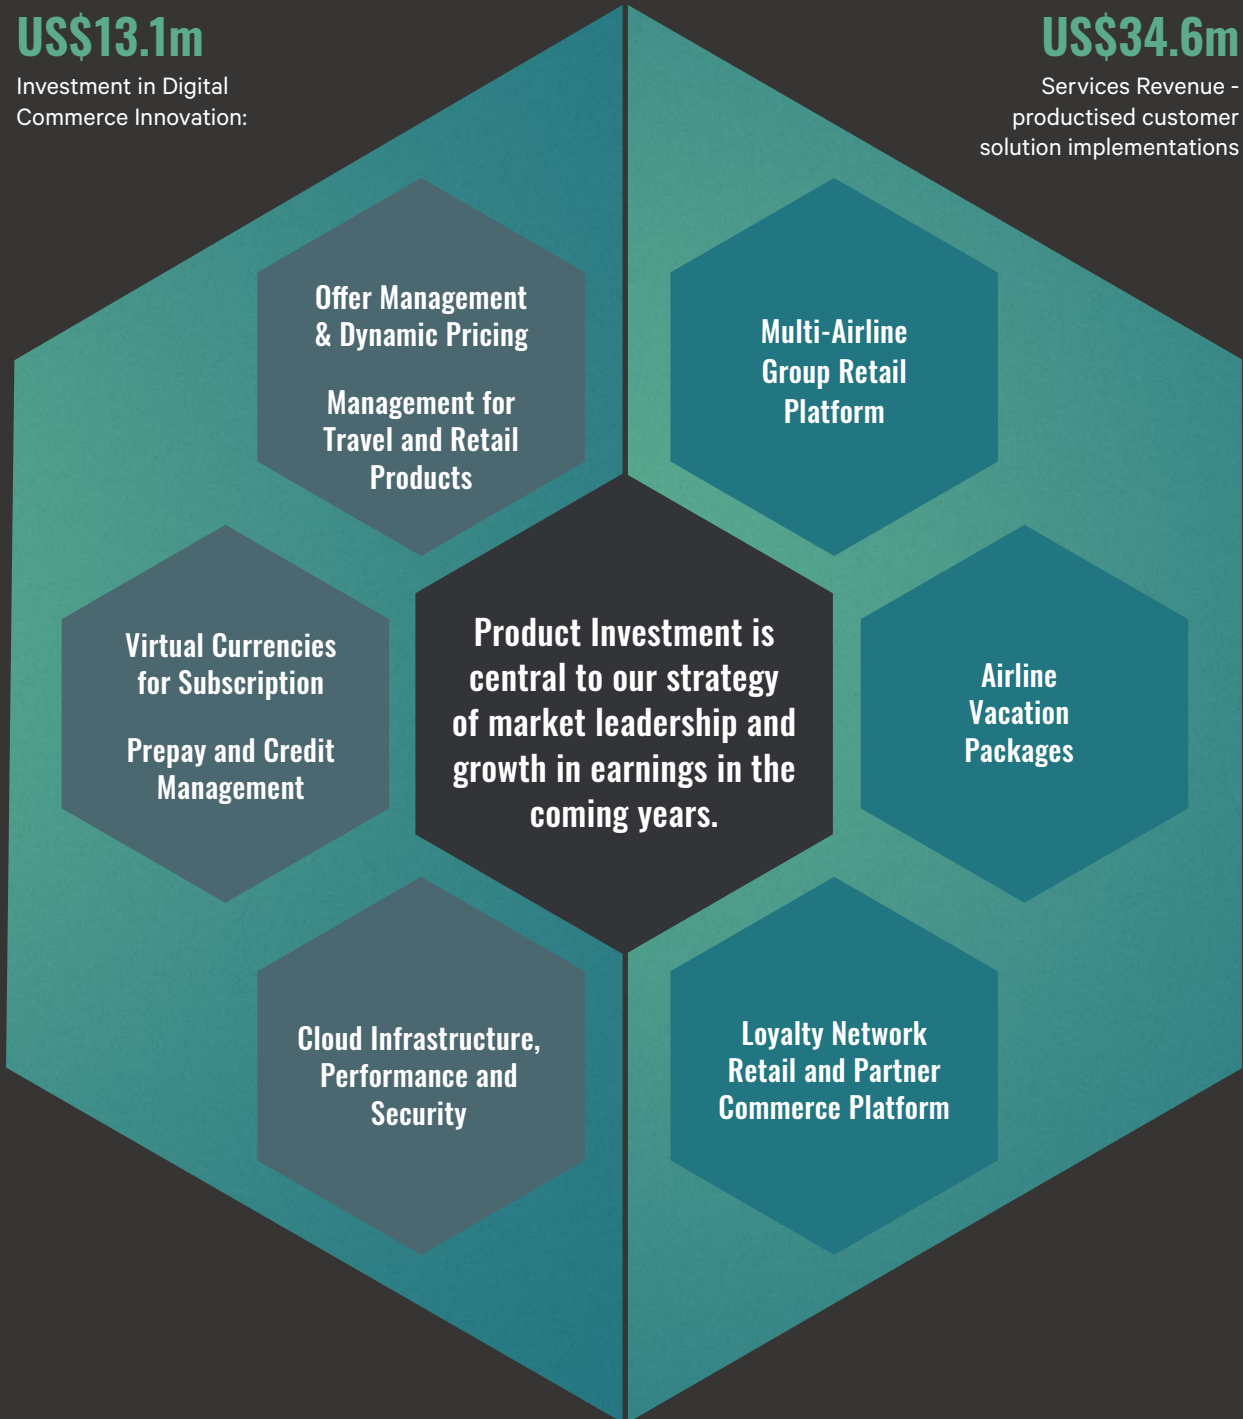 US$13.1m
Investment in Digital
Commerce Innovation:
US$34.6m
Services Revenue -
productised customer
solution implementations
Offer Management
& Dynamic Pricing
Management for
Travel and Retail
Products
Multi-Airline
Group Retail
Platform
Virtual Currencies
for Subscription
Prepay and Credit
Management
Product Investment is
central to our strategy
of market leadership and
growth in earnings in the
coming years.
Airline
Vacation
Packages
Cloud Infrastructure,
Performance and
Security
Loyalty Network
Retail and Partner
Commerce Platform